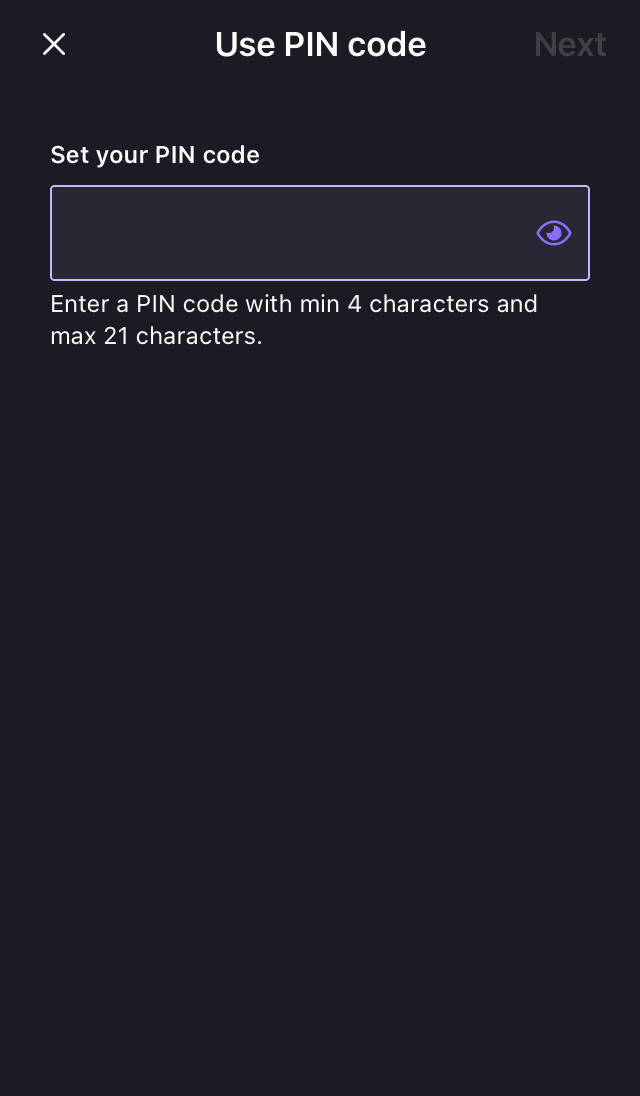 Use PIN code
Next
Set your PIN code
Enter a PIN code with min 4 characters and
max 21 characters.